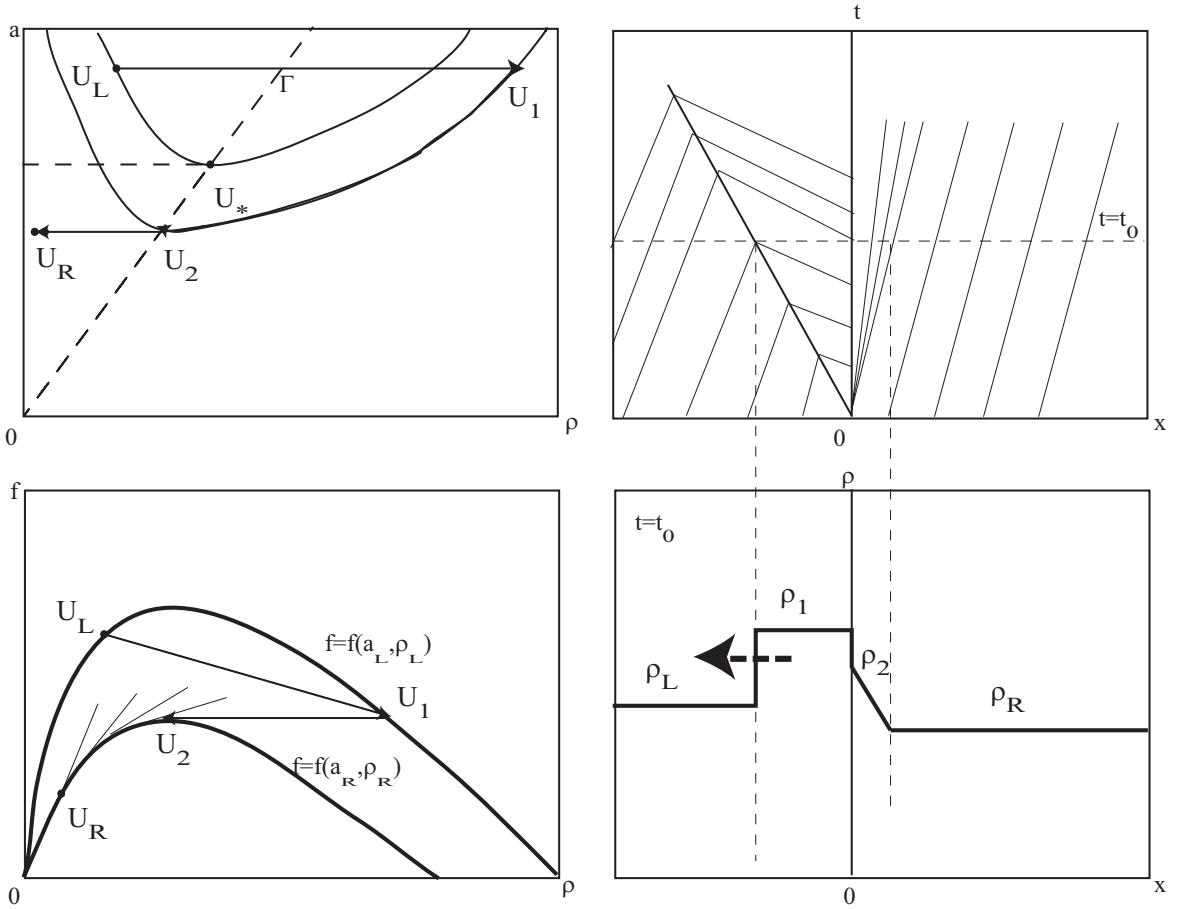 a
U_L
Γ
U_1
U_*
U_R
U_2
0
ρ
t
t=t_0
0
x
f
U_L
f=f(a_L,ρ_L)
U_1
U_2
f=f(a_R,ρ_R)
U_R
0
ρ
ρ
t=t_0
ρ_1
ρ_L
ρ_2
ρ_R
0
x